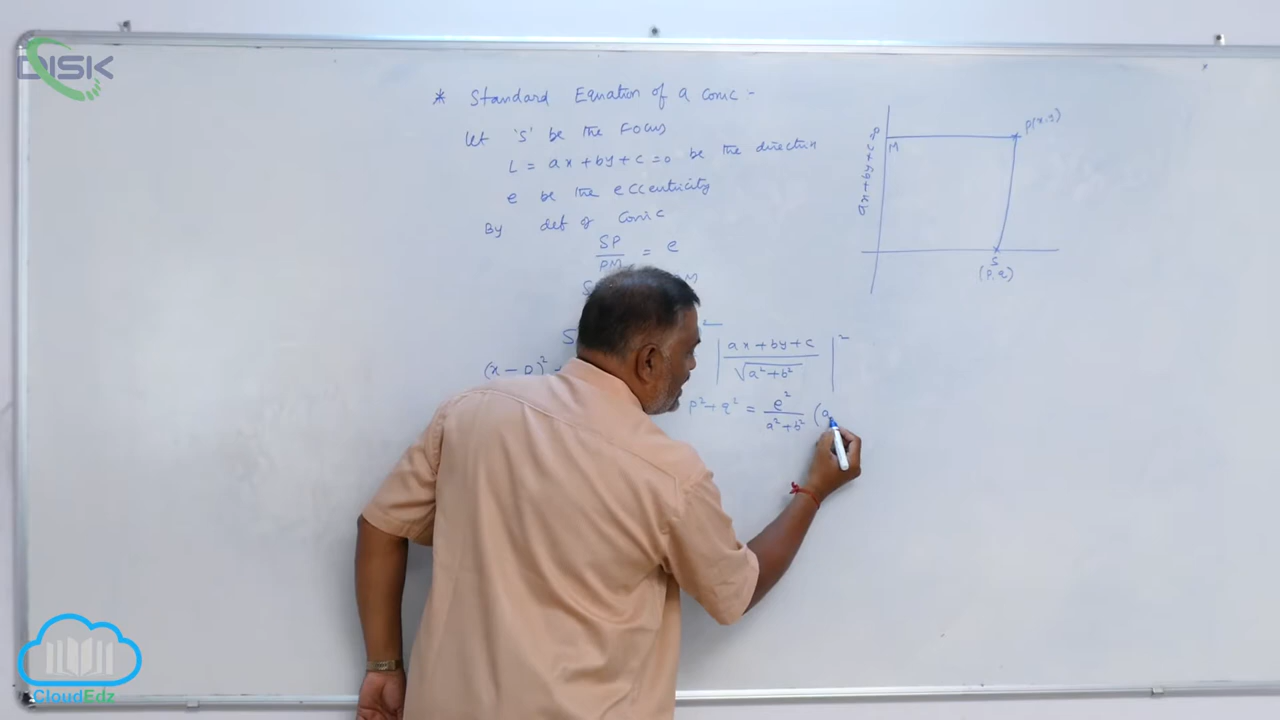 DISK
* Standard Equation of a Conic :-
Let 'S' be the Focus
L = ax + by + c = 0 be the directrix
e be the eccentricity
By def of Conic
SP/PM = e
(x - p)²
| (ax + by + c)/√(a² + b²) |²
p² + q² = e²/(a² + b²) (a
ax + by + c = 0
M
P(x, y)
S
(p, q)
CloudEdz